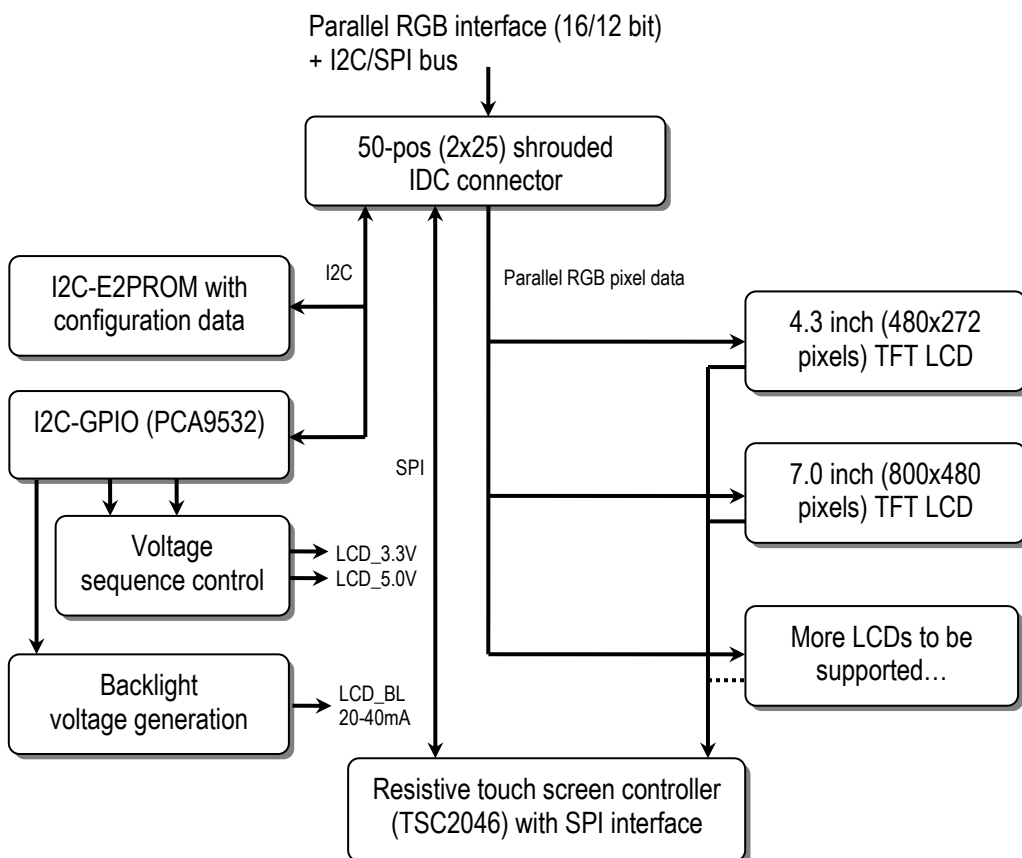 Parallel RGB interface (16/12 bit)
+ I2C/SPI bus
50-pos (2x25) shrouded
IDC connector
I2C
Parallel RGB pixel data
I2C-E2PROM with
configuration data
4.3 inch (480x272
pixels) TFT LCD
I2C-GPIO (PCA9532)
SPI
7.0 inch (800x480
pixels) TFT LCD
Voltage
sequence control
LCD_3.3V
LCD_5.0V
More LCDs to be
supported…
Backlight
voltage generation
LCD_BL
20-40mA
Resistive touch screen controller
(TSC2046) with SPI interface